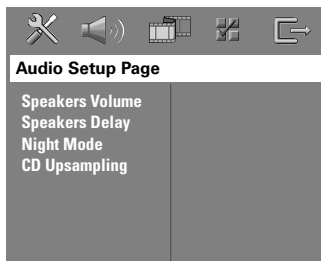 Audio Setup Page
Speakers Volume
Speakers Delay
Night Mode
CD Upsampling